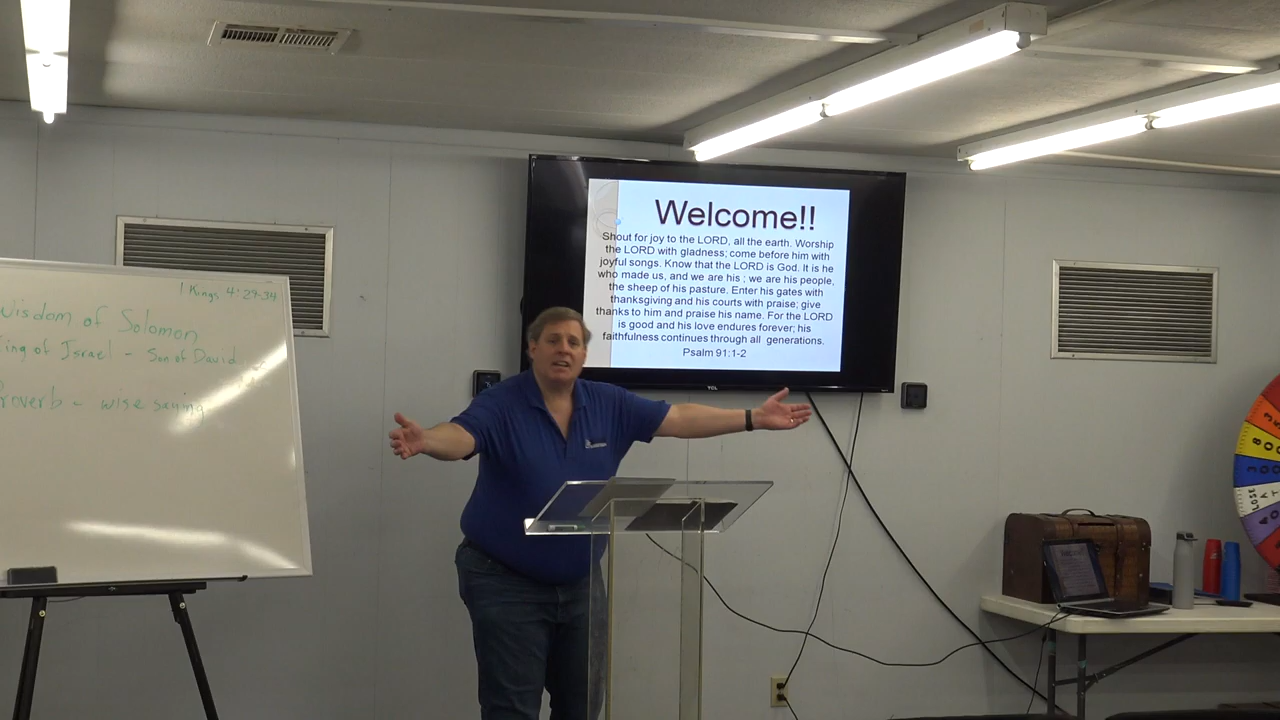 1 Kings 4:29-34
Wisdom of Solomon
King of Israel - Son of David
Proverb - wise saying
Welcome!!
Shout for joy to the LORD, all the earth. Worship
the LORD with gladness; come before him with
joyful songs. Know that the LORD is God. It is he
who made us, and we are his ; we are his people,
the sheep of his pasture. Enter his gates with
thanksgiving and his courts with praise; give
thanks to him and praise his name. For the LORD
is good and his love endures forever; his
faithfulness continues through all generations.
Psalm 91:1-2
TCL
Welcome!!
800
300
LOSE A T